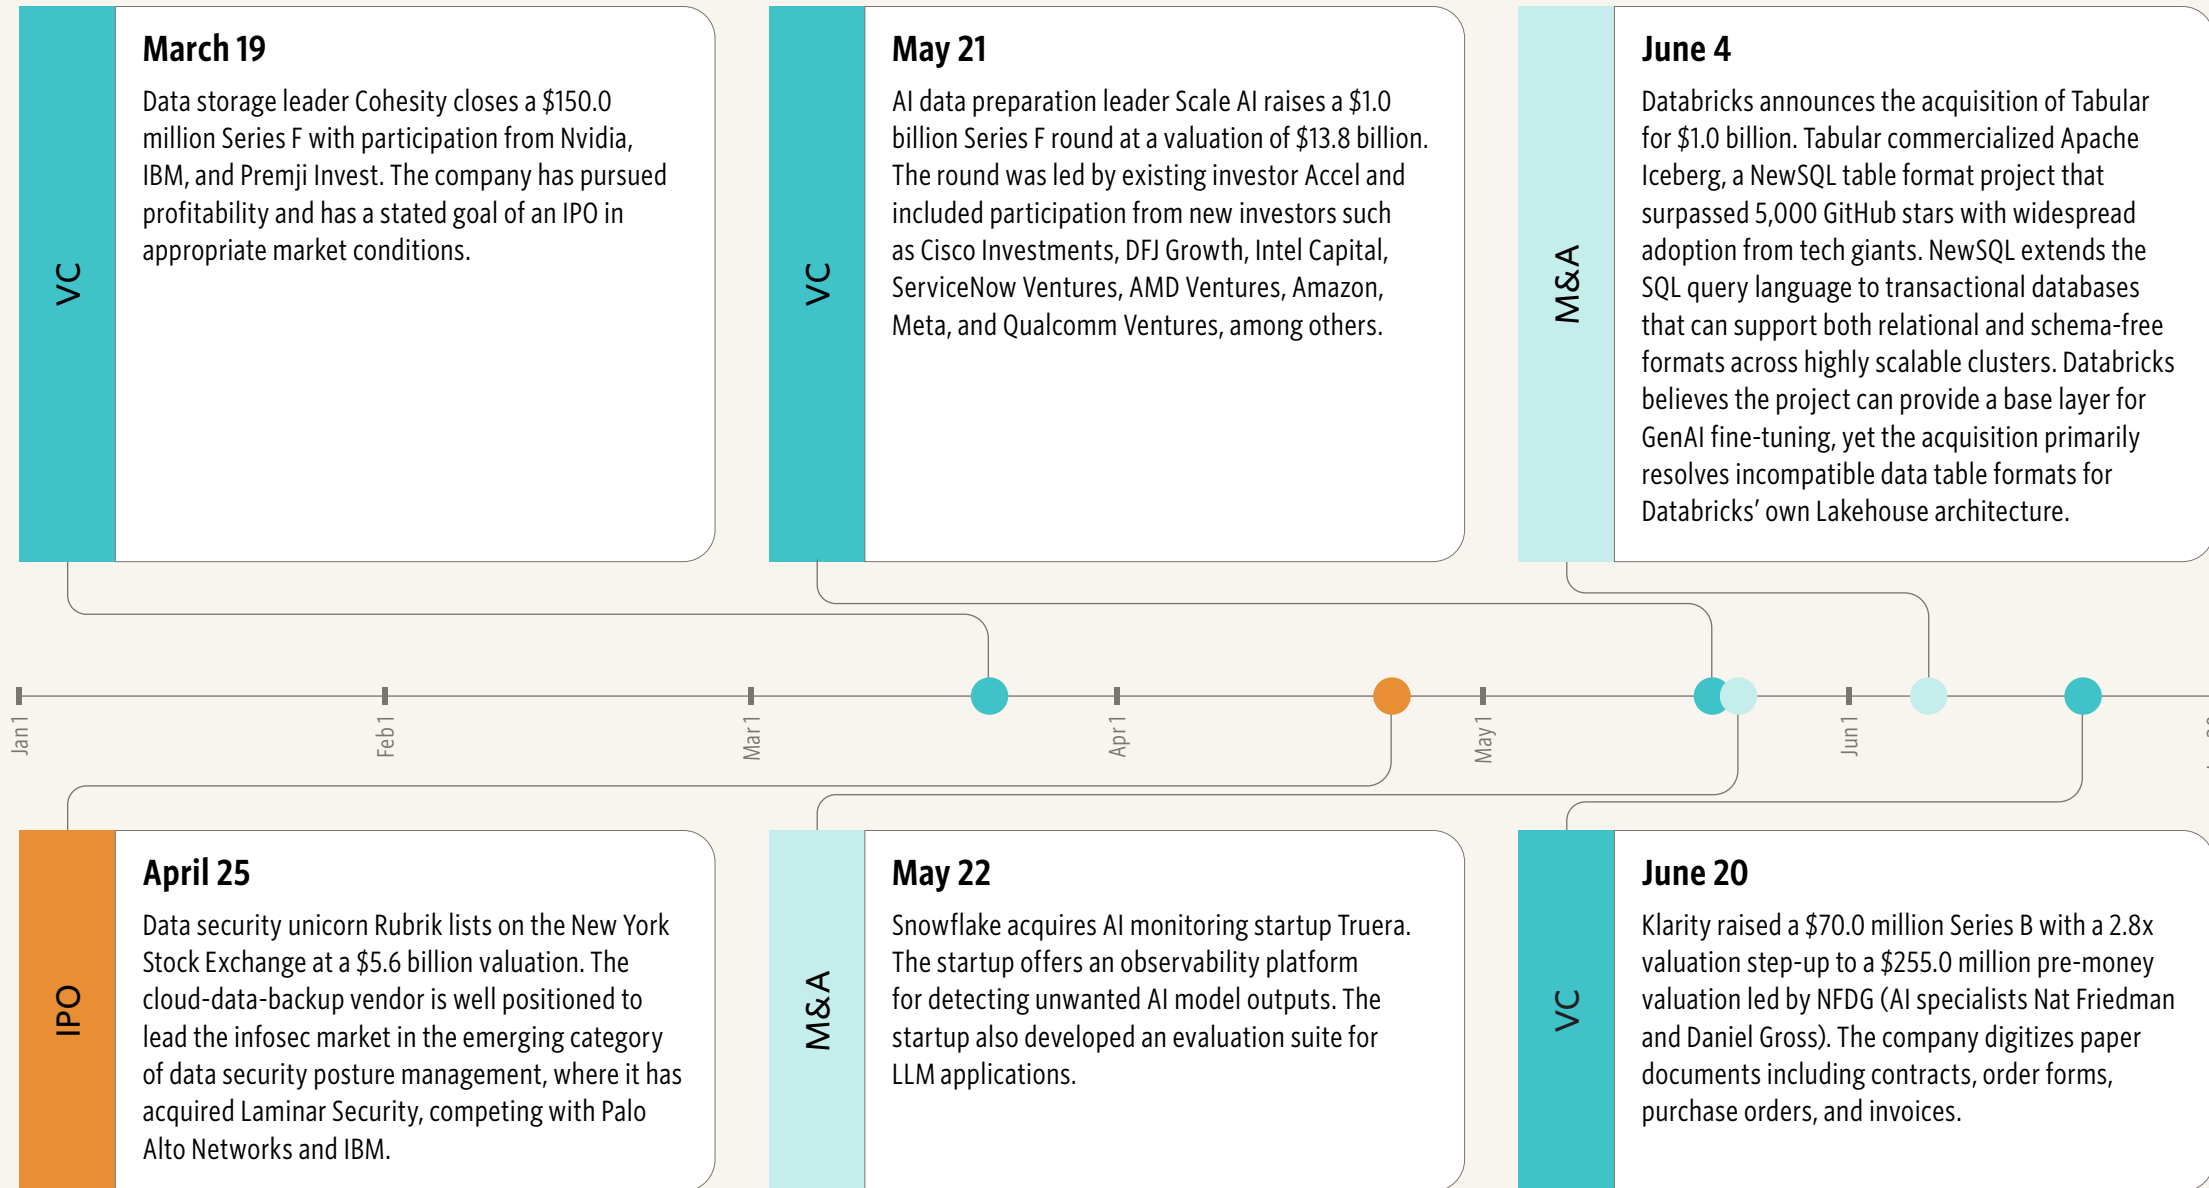 VC
March 19
Data storage leader Cohesity closes a $150.0
million Series F with participation from Nvidia,
IBM, and Premji Invest. The company has pursued
profitability and has a stated goal of an IPO in
appropriate market conditions.
VC
May 21
AI data preparation leader Scale AI raises a $1.0
billion Series F round at a valuation of $13.8 billion.
The round was led by existing investor Accel and
included participation from new investors such
as Cisco Investments, DFJ Growth, Intel Capital,
ServiceNow Ventures, AMD Ventures, Amazon,
Meta, and Qualcomm Ventures, among others.
M&A
June 4
Databricks announces the acquisition of Tabular
for $1.0 billion. Tabular commercialized Apache
Iceberg, a NewSQL table format project that
surpassed 5,000 GitHub stars with widespread
adoption from tech giants. NewSQL extends the
SQL query language to transactional databases
that can support both relational and schema-free
formats across highly scalable clusters. Databricks
believes the project can provide a base layer for
GenAI fine-tuning, yet the acquisition primarily
resolves incompatible data table formats for
Databricks’ own Lakehouse architecture.
Jan 1
Feb 1
Mar 1
Apr 1
May 1
Jun 1
IPO
April 25
Data security unicorn Rubrik lists on the New York
Stock Exchange at a $5.6 billion valuation. The
cloud-data-backup vendor is well positioned to
lead the infosec market in the emerging category
of data security posture management, where it has
acquired Laminar Security, competing with Palo
Alto Networks and IBM.
M&A
May 22
Snowflake acquires AI monitoring startup Truera.
The startup offers an observability platform
for detecting unwanted AI model outputs. The
startup also developed an evaluation suite for
LLM applications.
VC
June 20
Klarity raised a $70.0 million Series B with a 2.8x
valuation step-up to a $255.0 million pre-money
valuation led by NFDG (AI specialists Nat Friedman
and Daniel Gross). The company digitizes paper
documents including contracts, order forms,
purchase orders, and invoices.